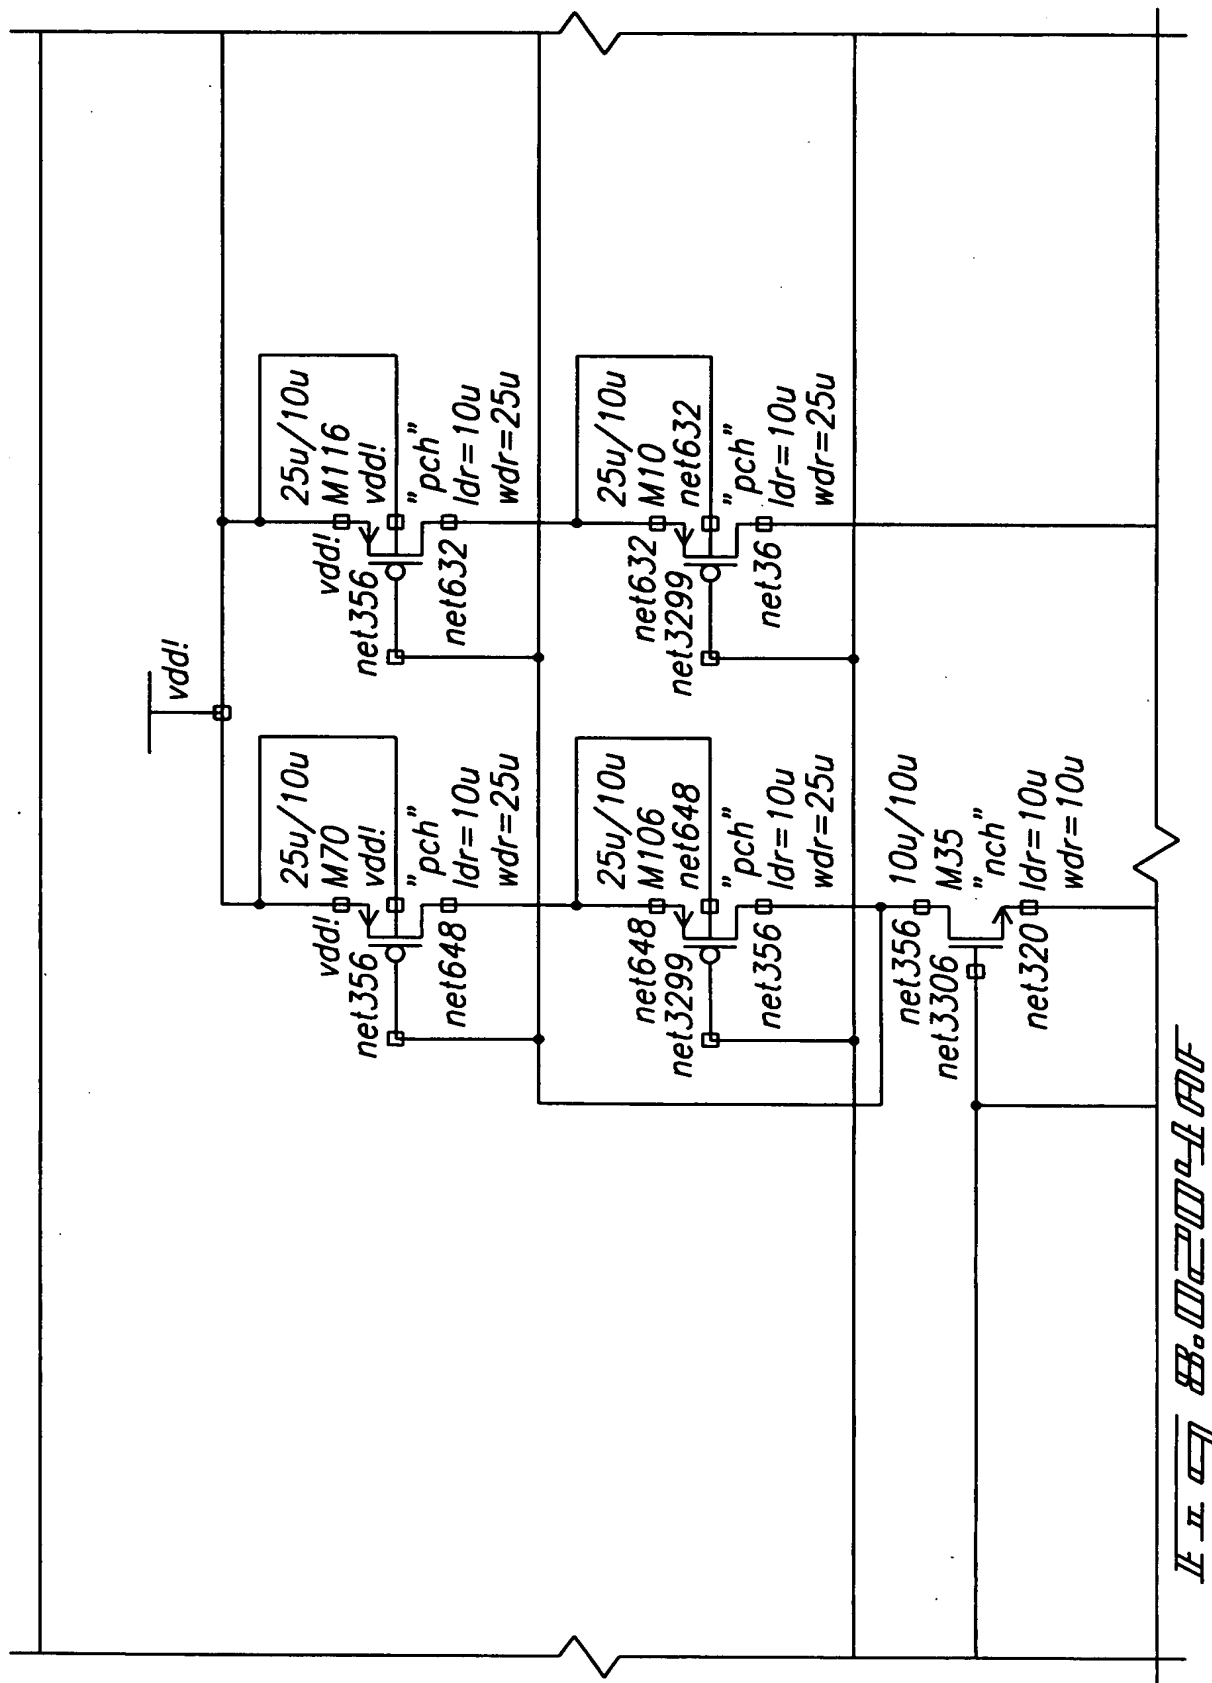 vdd!
25u/10u
M70
vdd!
vdd!
net356
"pch"
ldr=10u
wdr=25u
net648
25u/10u
M116
vdd!
vdd!
net356
"pch"
ldr=10u
wdr=25u
net632
25u/10u
M106
net648
net648
net3299
"pch"
ldr=10u
wdr=25u
net356
25u/10u
M10
net632
net632
net3299
"pch"
ldr=10u
wdr=25u
net36
10u/10u
M35
"nch"
net356
net3306
ldr=10u
wdr=10u
net320
Fig 8.0204AF